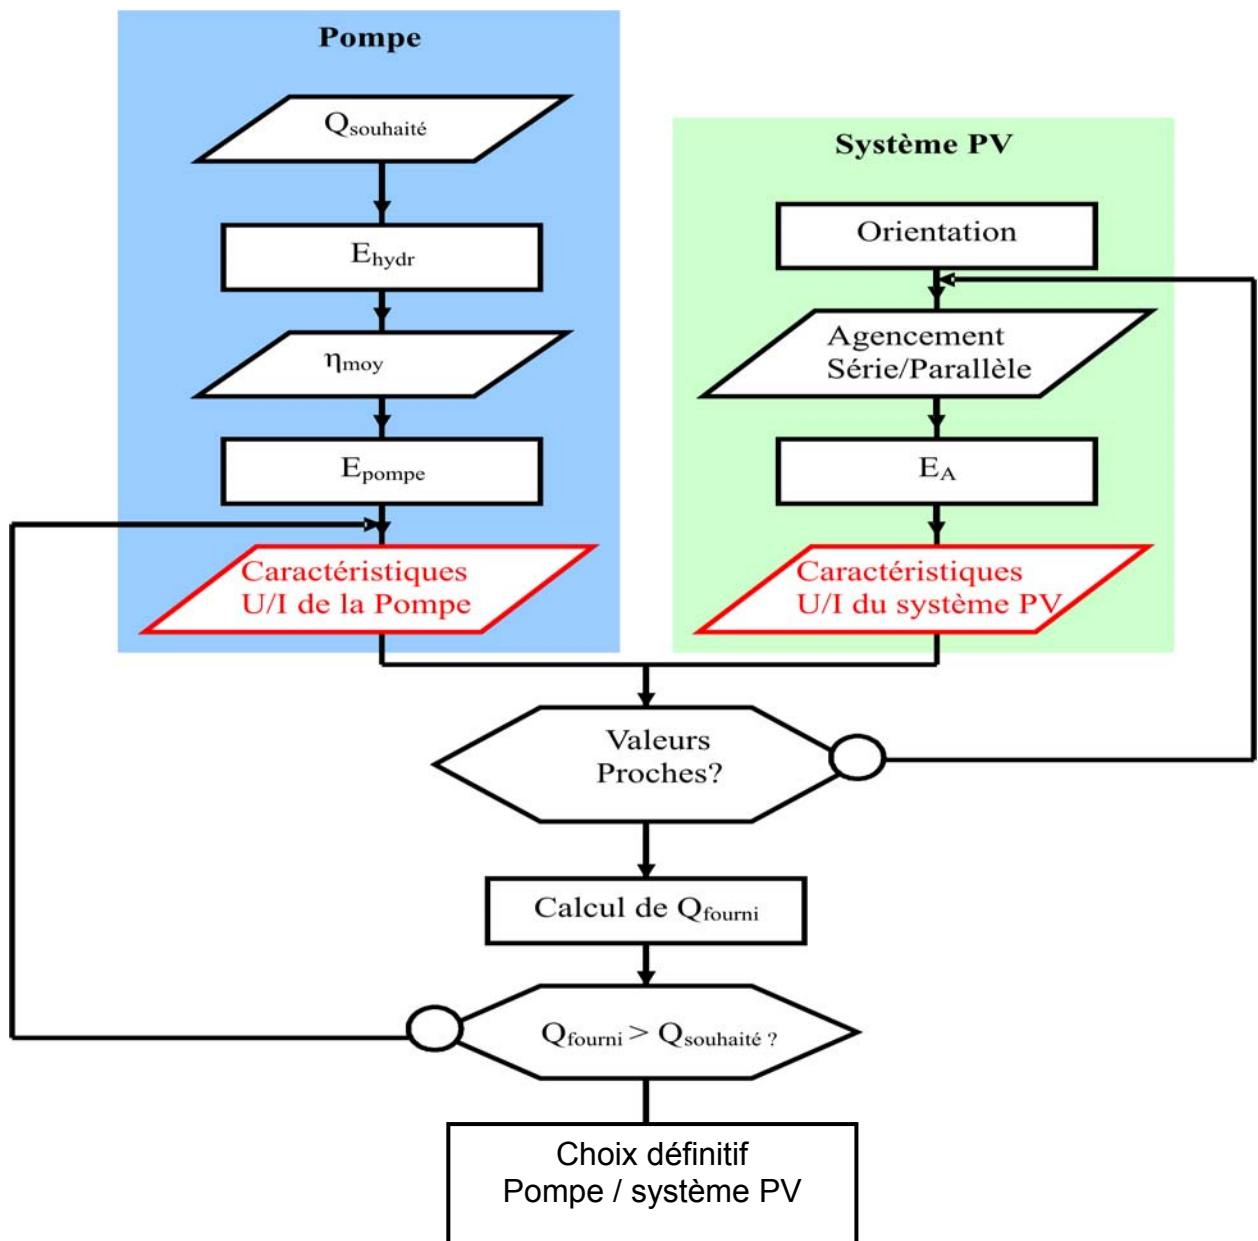 Pompe
Qsouhaité
Ehydr
ηmoy
Epompe
Caractéristiques
U/I de la Pompe
Système PV
Orientation
Agencement
Série/Parallèle
EA
Caractéristiques
U/I du système PV
Valeurs
Proches?
Calcul de Qfourni
Qfourni > Qsouhaité ?
Choix définitif
Pompe / système PV